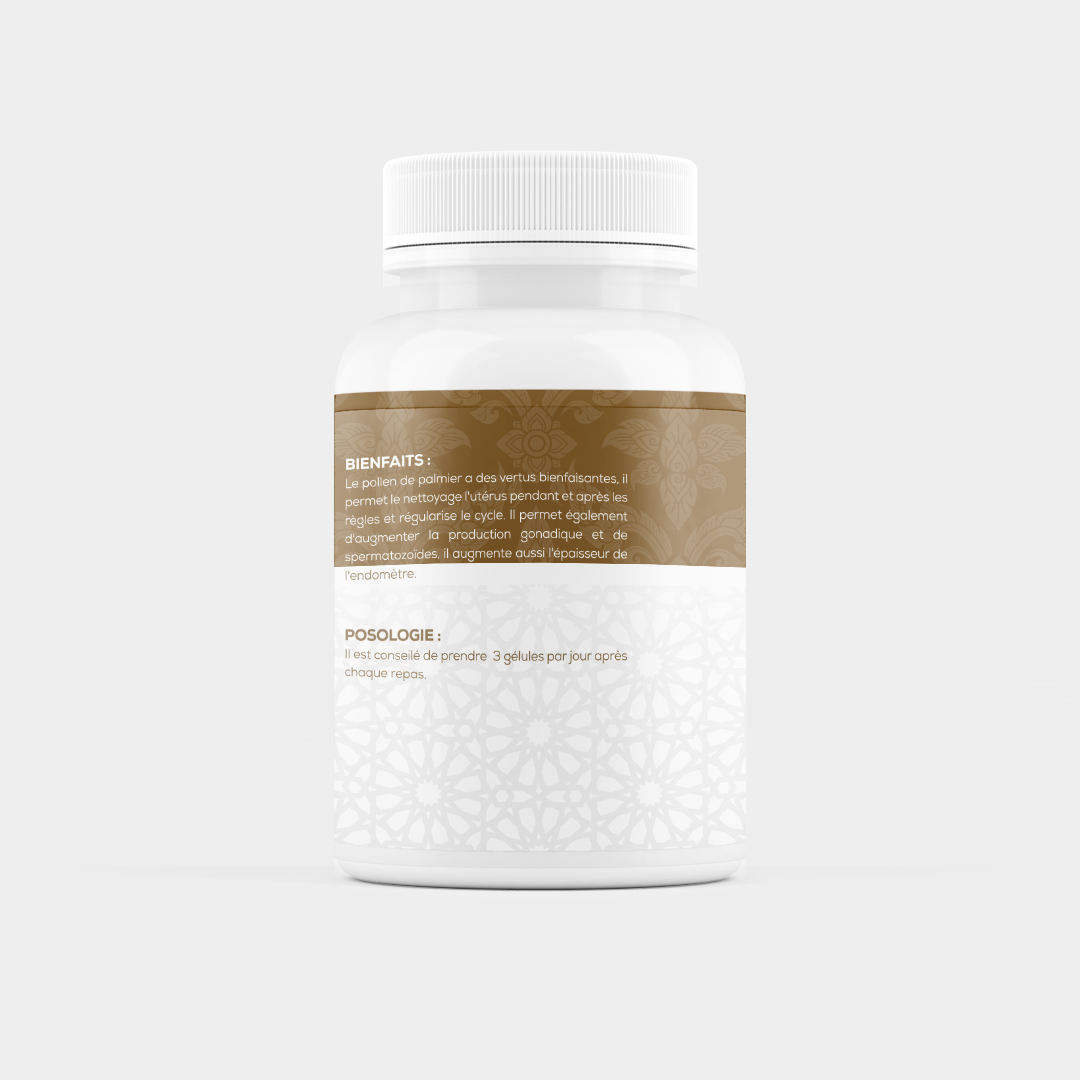 BIENFAITS :
Le pollen de palmier a des vertus bienfaisantes, il
permet le nettoyage l'utérus pendant et après les
règles et régularise le cycle. Il permet également
d'augmenter la production gonadique et de
spermatozoïdes, il augmente aussi l'épaisseur de
l'endomètre.
POSOLOGIE :
Il est conseilé de prendre 3 gélules par jour après
chaque repas.